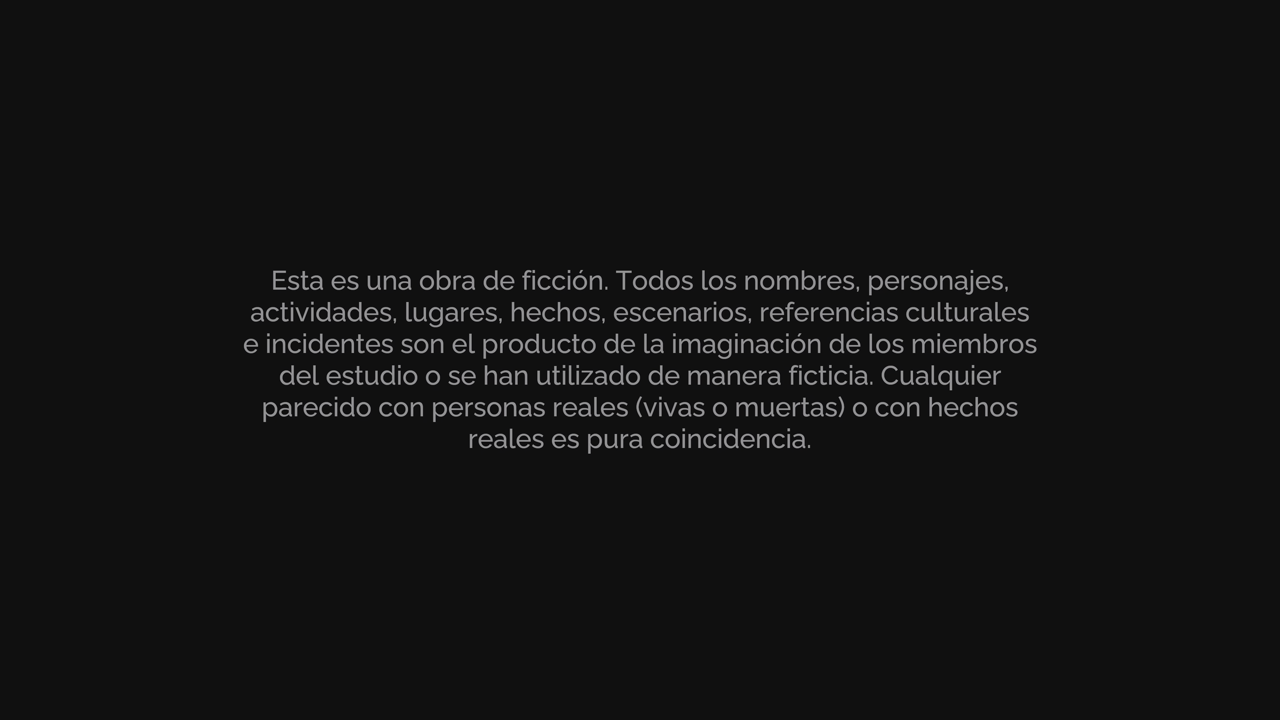 Esta es una obra de ficción. Todos los nombres, personajes,
actividades, lugares, hechos, escenarios, referencias culturales
e incidentes son el producto de la imaginación de los miembros
del estudio o se han utilizado de manera ficticia. Cualquier
parecido con personas reales (vivas o muertas) o con hechos
reales es pura coincidencia.